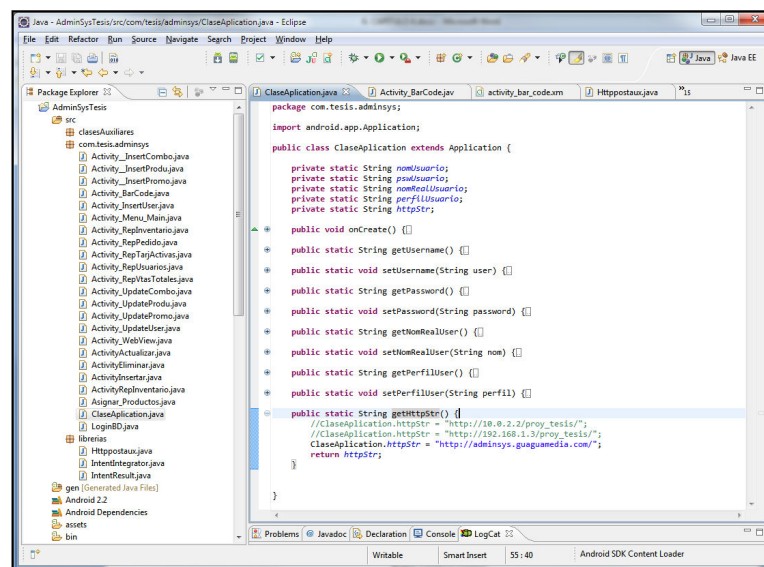 Java - AdminSysTesis/src/com/tesis/adminsys/ClaseAplication.java - Eclipse
File Edit Refactor Run Source Navigate Search Project Window Help
Java Java EE
Package Explorer
AdminSysTesis
src
clasesAuxiliares
com.tesis.adminsys
Activity__InsertCombo.java
Activity__InsertProdu.java
Activity__InsertPromo.java
Activity_BarCode.java
Activity_InsertUser.java
Activity_Menu_Main.java
Activity_RepInventario.java
Activity_RepPedido.java
Activity_RepTarjActivas.java
Activity_RepUsuarios.java
Activity_RepVtasTotales.java
Activity_UpdateCombo.java
Activity_UpdateProdu.java
Activity_UpdatePromo.java
Activity_UpdateUser.java
Activity_WebView.java
ActivityActualizar.java
ActivityEliminar.java
ActivityInsertar.java
ActivityRepInventario.java
Asignar_Productos.java
ClaseAplication.java
LoginBD.java
librerias
Httppostaux.java
IntentIntegrator.java
IntentResult.java
gen [Generated Java Files]
Android 2.2
Android Dependencies
assets
bin
ClaseAplication.java Activity_BarCode.jav activity_bar_code.xm Httppostaux.java »15
package com.tesis.adminsys;
import android.app.Application;
public class ClaseAplication extends Application {
private static String nomUsuario;
private static String pswUsuario;
private static String nomRealUsuario;
private static String perfilUsuario;
private static String httpStr;
public void onCreate() {
public static String getUsername() {
public static void setUsername(String user) {
public static String getPassword() {
public static void setPassword(String password) {
public static String getNomRealUser() {
public static void setNomRealUser(String nom) {
public static String getPerfilUser() {
public static void setPerfilUser(String perfil) {
public static String getHttpStr() {
//ClaseAplication.httpStr = "http://10.0.2.2/proy_tesis/";
//ClaseAplication.httpStr = "http://192.168.1.3/proy_tesis/";
ClaseAplication.httpStr = "http://adminsys.guaguamedia.com/";
return httpStr;
}
}
Problems Javadoc Declaration Console LogCat
Writable Smart Insert 55 : 40 Android SDK Content Loader